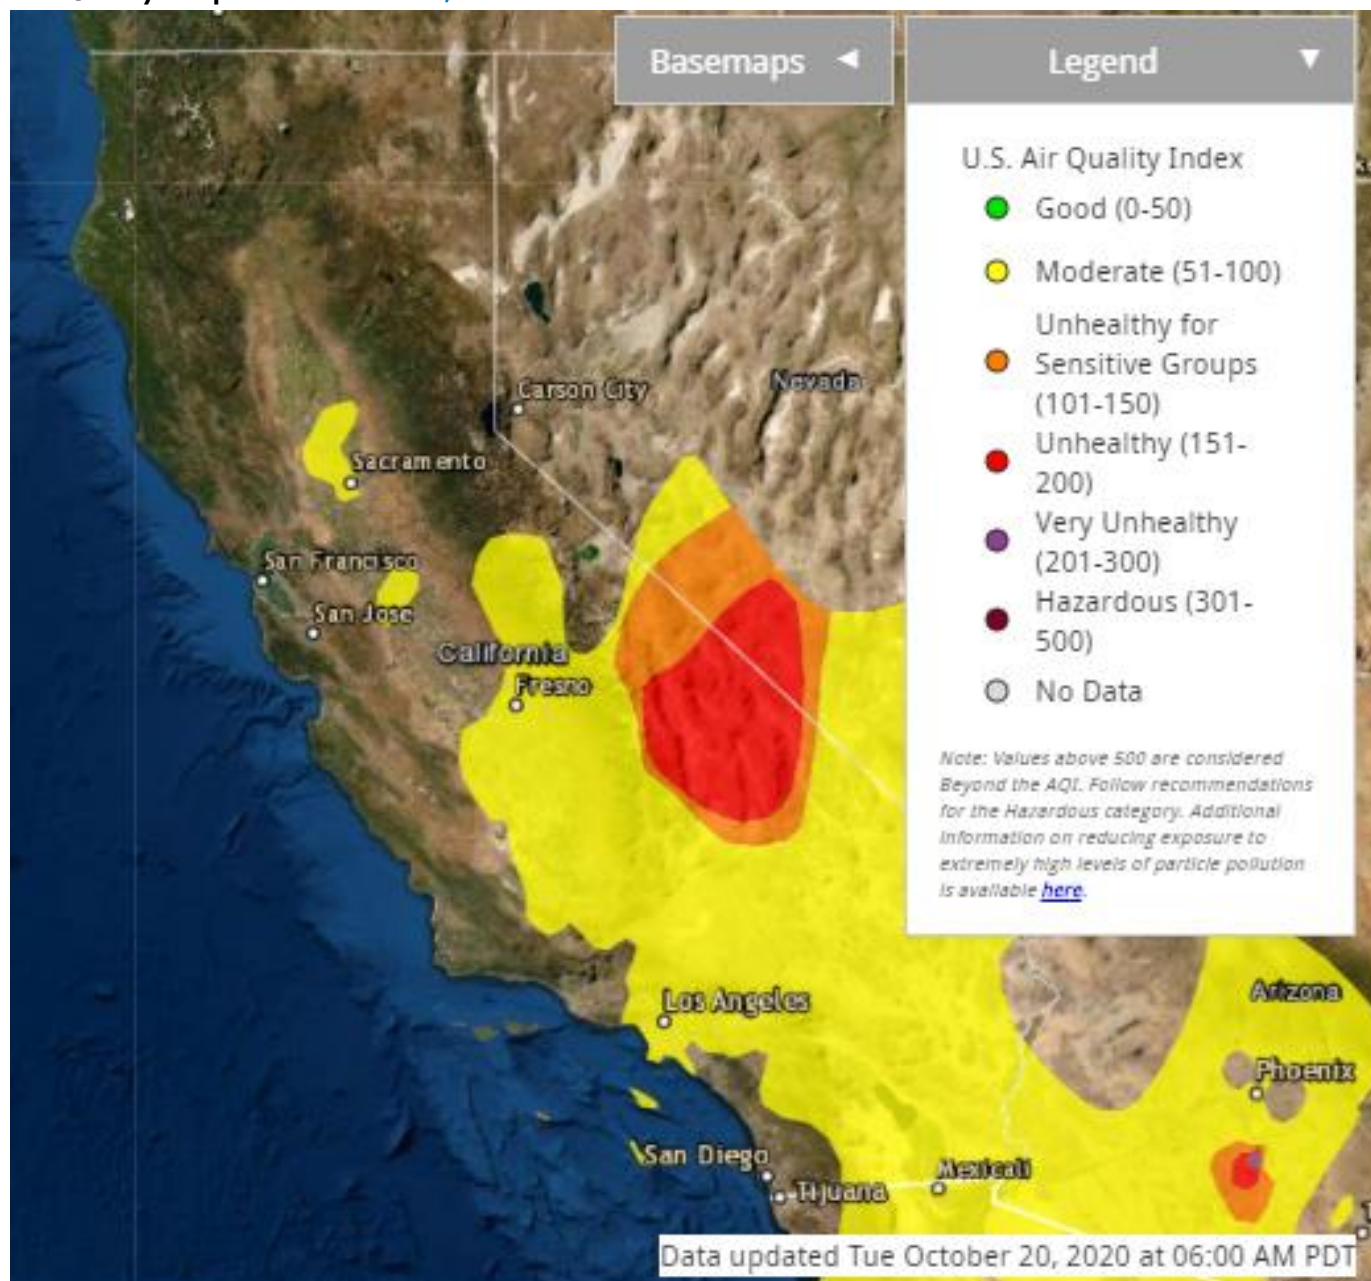 Basemaps
Legend
U.S. Air Quality Index
Good (0-50)
Moderate (51-100)
Unhealthy for
Sensitive Groups
(101-150)
Unhealthy (151-
200)
Very Unhealthy
(201-300)
Hazardous (301-
500)
No Data
Note: Values above 500 are considered
Beyond the AQI. Follow recommendations
for the Hazardous category. Additional
information on reducing exposure to
extremely high levels of particle pollution
is available here.
Carson City
Nevada
Sacramento
San Francisco
San Jose
California
Fresno
Los Angeles
Arizona
Phoenix
San Diego
Mexicali
Tijuana
Data updated Tue October 20, 2020 at 06:00 AM PDT